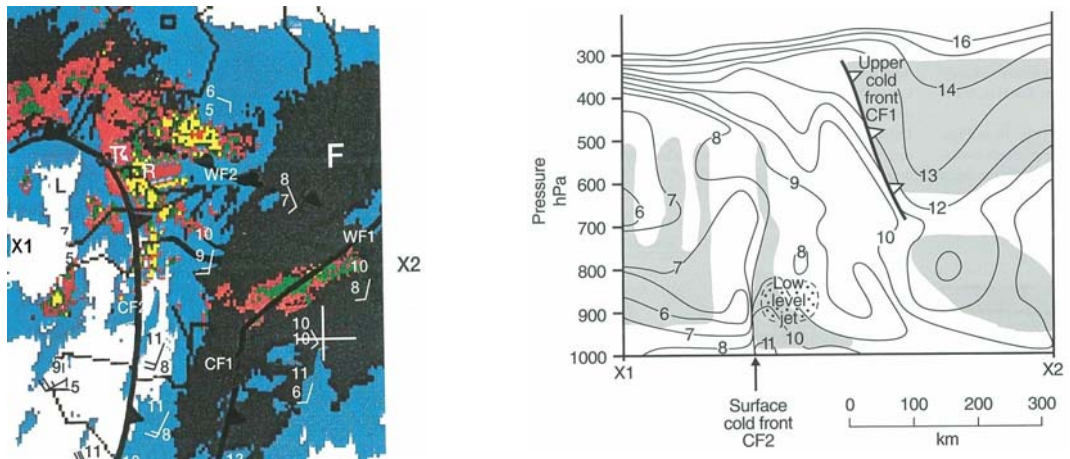 6
5
F
T
R
WF2
8
7
L
7
X1
5
10
9
WF1
10
8
X2
CF1
10
10
11
8
9
5
11
6
11
8
11
300
400
500
600
700
800
900
1000
Pressure
hPa
16
Upper
cold
front
CF1
14
13
12
10
8
9
7
6
8
7
6
7
8
Low
level
jet
10
11
X1
X2
Surface
cold front
CF2
0
100
200
300
km